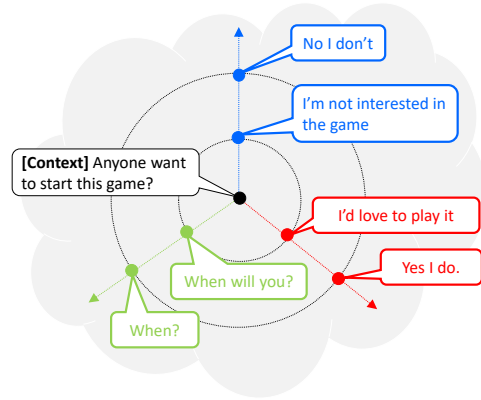 No I don't
I'm not interested in
the game
[Context] Anyone want
to start this game?
I'd love to play it
When will you?
Yes I do.
When?